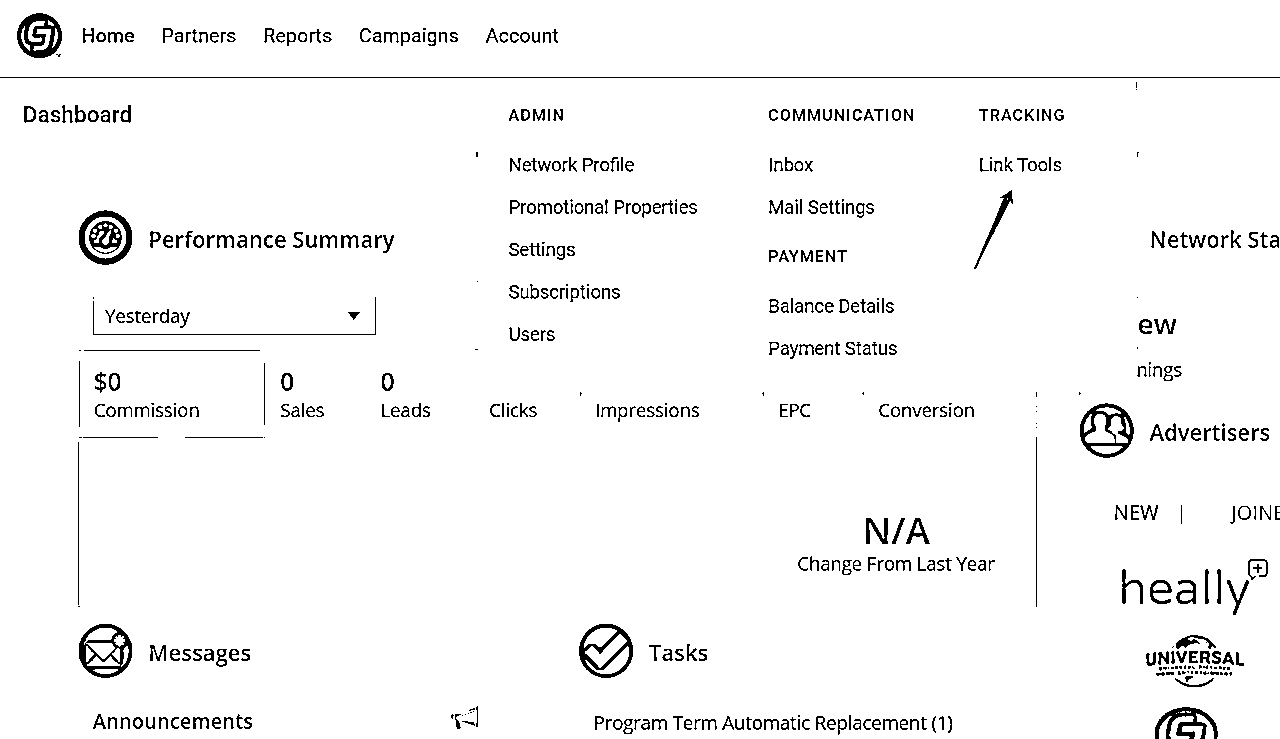 Home Partners Reports Campaigns Account
Dashboard
ADMIN
Network Profile
Promotional Properties
Settings
Subscriptions
Users
COMMUNICATION
Inbox
Mail Settings
PAYMENT
Balance Details
Payment Status
TRACKING
Link Tools
Performance Summary
Yesterday
$0
Commission
0
Sales
0
Leads
Clicks
Impressions
EPC
Conversion
N/A
Change From Last Year
Network Sta
ew
nings
Advertisers
NEW | JOINE
heally
UNIVERSAL
Messages
Announcements
Tasks
Program Term Automatic Replacement (1)